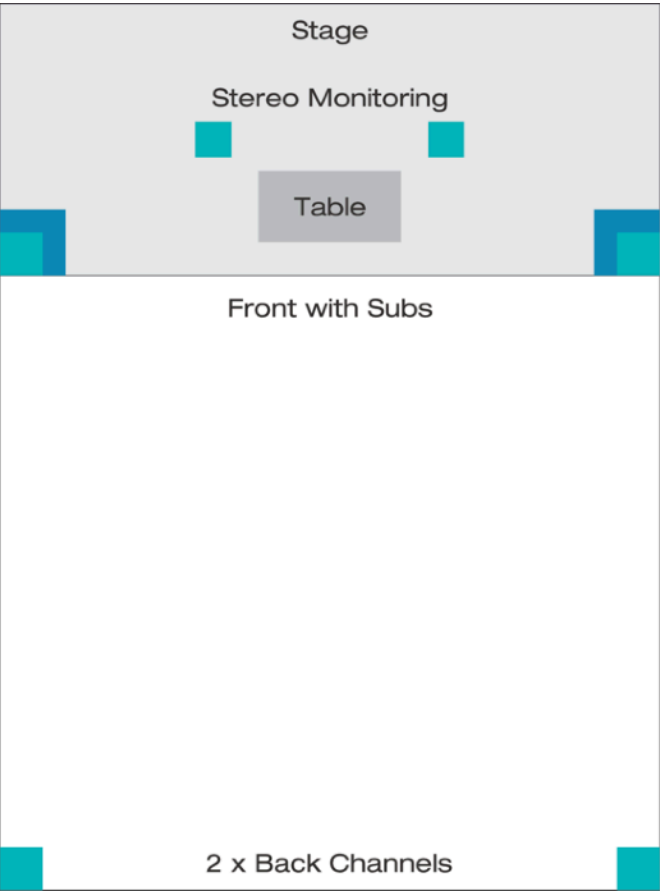 Stage
Stereo Monitoring
Table
Front with Subs
2 x Back Channels